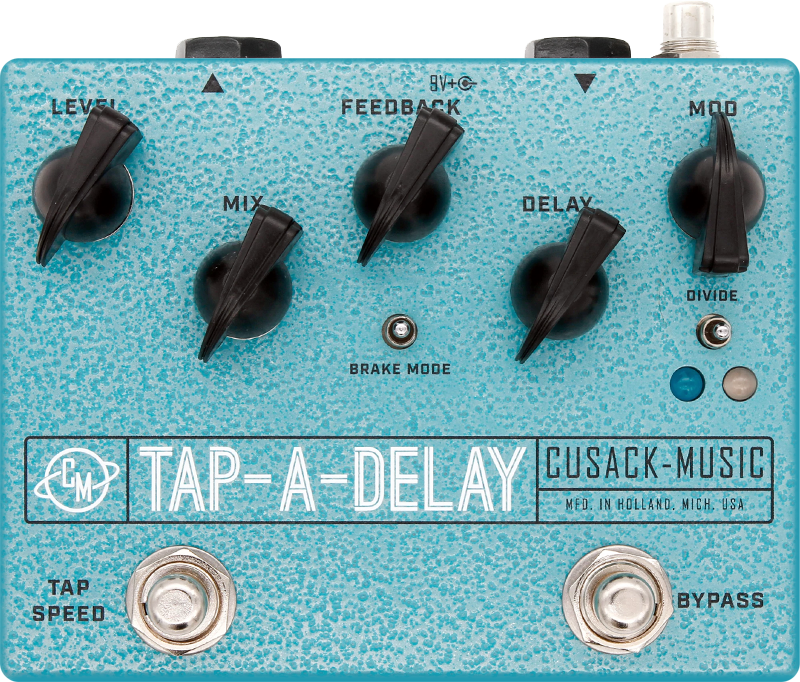 9V+
LEVEL
FEEDBACK
MOD
MIX
DELAY
DIVIDE
BRAKE MODE
CM
TAP-A-DELAY
CUSACK-MUSIC
MFD. IN HOLLAND, MICH. USA
TAP
SPEED
BYPASS